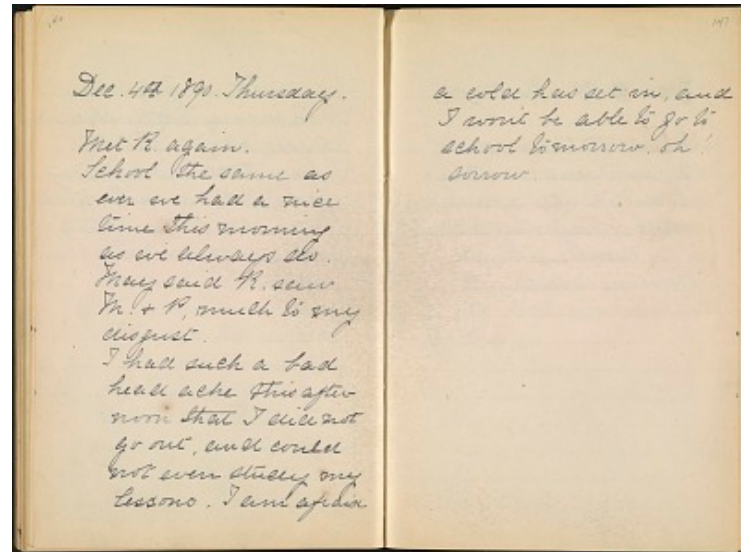 146
Dec. 4th 1890. Thursday.
Met R. again.
School the same as
ever we had a nice
time this morning
as we always do.
May said R. saw
M. & P, much to my
disgust.
I had such a bad
head ache this after
noon that I did not
go out, and could
not even study my
lessons. I am afraid
147
a cold has set in, and
I won't be able to go to
school tomorrow. oh!
sorrow.